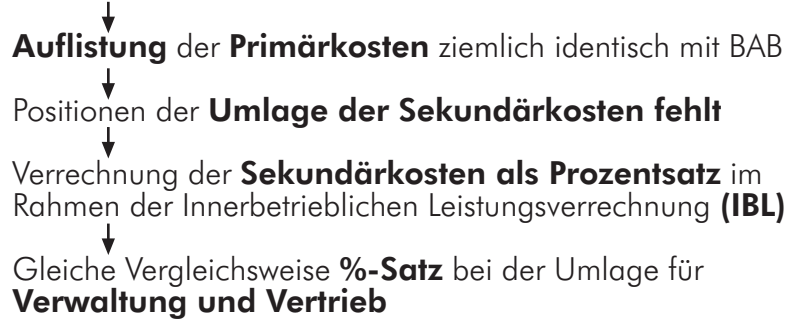 Auflistung der Primärkosten ziemlich identisch mit BAB
Positionen der Umlage der Sekundärkosten fehlt
Verrechnung der Sekundärkosten als Prozentsatz im
Rahmen der Innerbetrieblichen Leistungsverrechnung (IBL)
Gleiche Vergleichsweise %-Satz bei der Umlage für
Verwaltung und Vertrieb